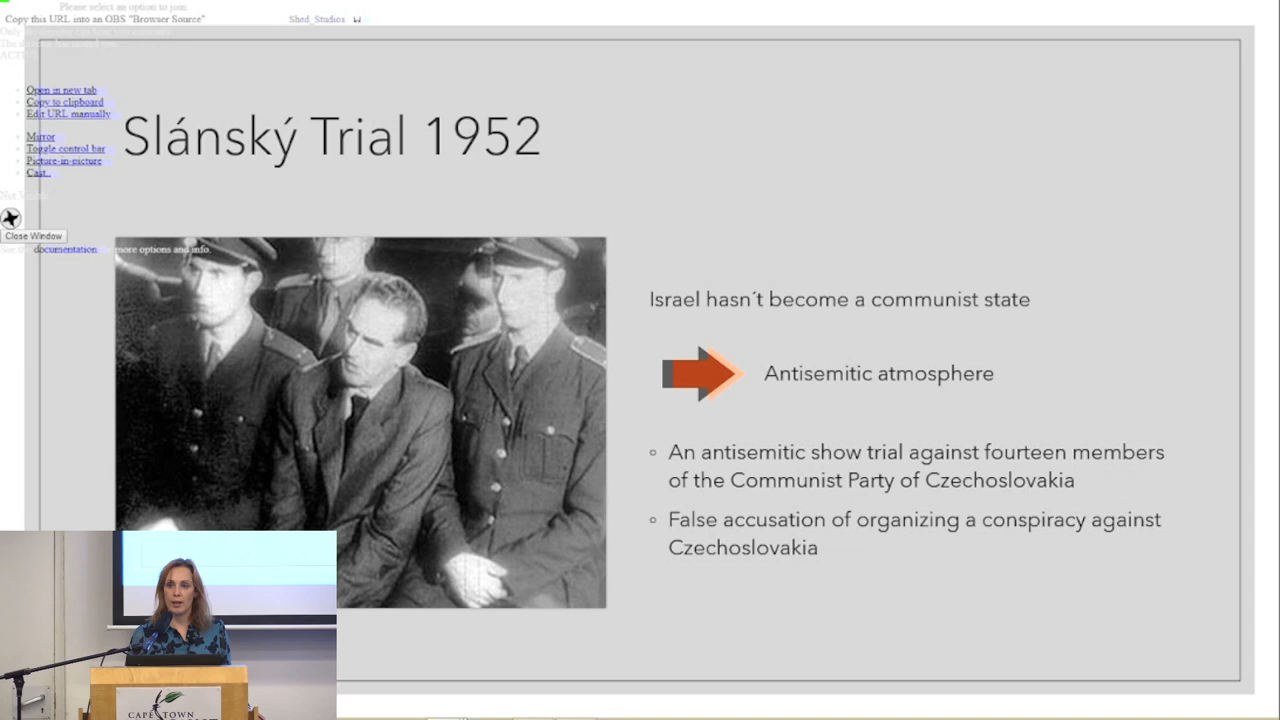 Please select an option to join.
Copy this URL into an OBS "Browser Source"
Shed_Studios
Open in new tab
Copy to clipboard
Edit URL manually
Mirror
Toggle control bar
Picture-in-picture
Cast..
Close Window
documentation more options and info.
Slánský Trial 1952
Israel hasn´t become a communist state
Antisemitic atmosphere
An antisemitic show trial against fourteen members
of the Communist Party of Czechoslovakia
False accusation of organizing a conspiracy against
Czechoslovakia
CAPE TOWN